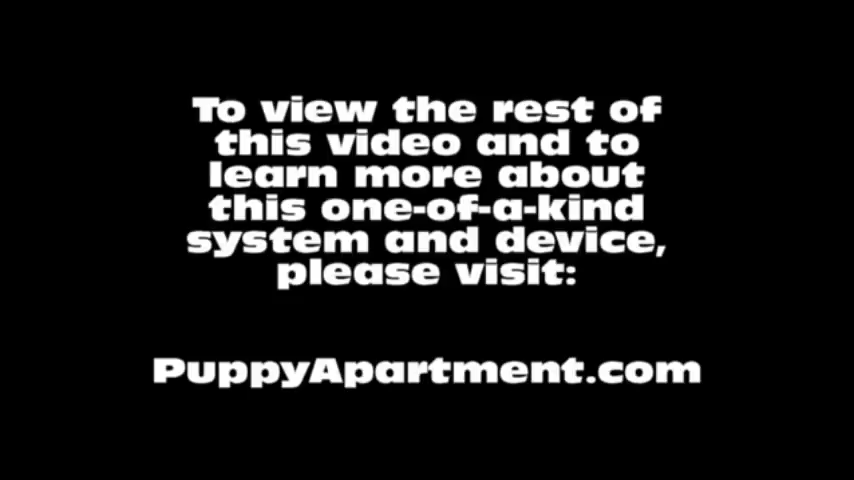 To view the rest of
this video and to
learn more about
this one-of-a-kind
system and device,
please visit:
PuppyApartment.com